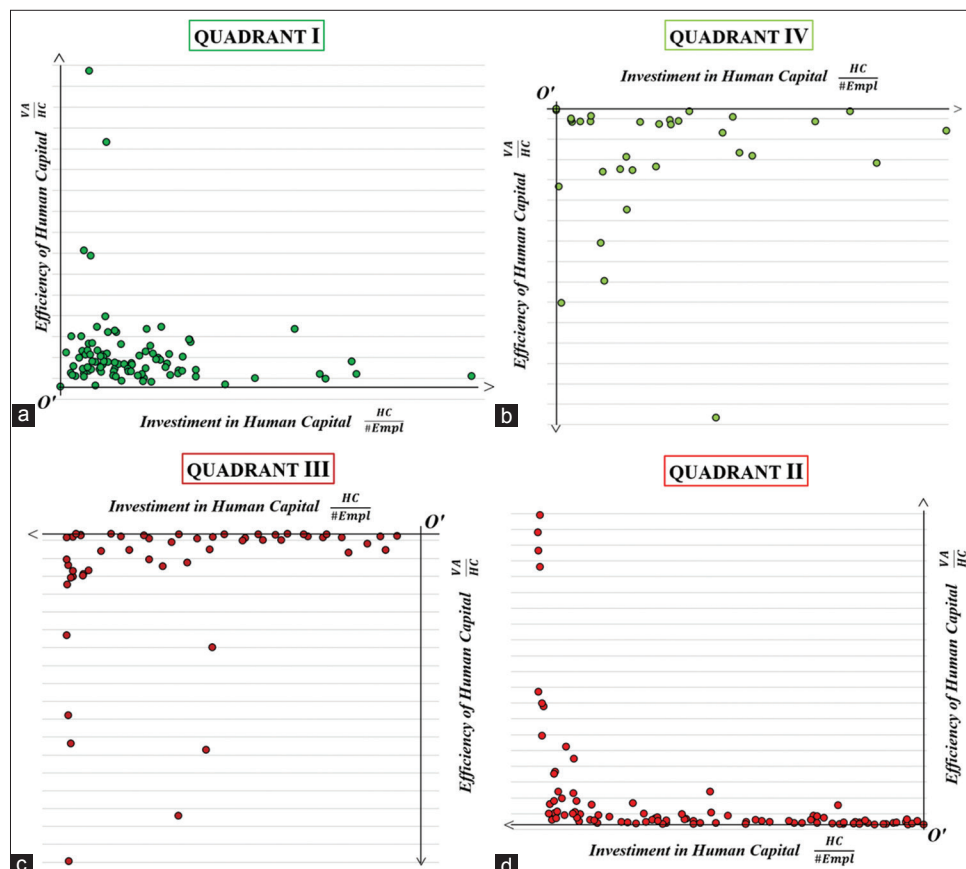 QUADRANT I
Efficiency of Human Capital VA/HC
O'
Investiment in Human Capital HC/#Empl
a
QUADRANT IV
Investiment in Human Capital HC/#Empl
O'
Efficiency of Human Capital VA/HC
b
QUADRANT III
Investiment in Human Capital HC/#Empl
O'
Efficiency of Human Capital VA/HC
c
QUADRANT II
Efficiency of Human Capital VA/HC
O'
Investiment in Human Capital HC/#Empl
d